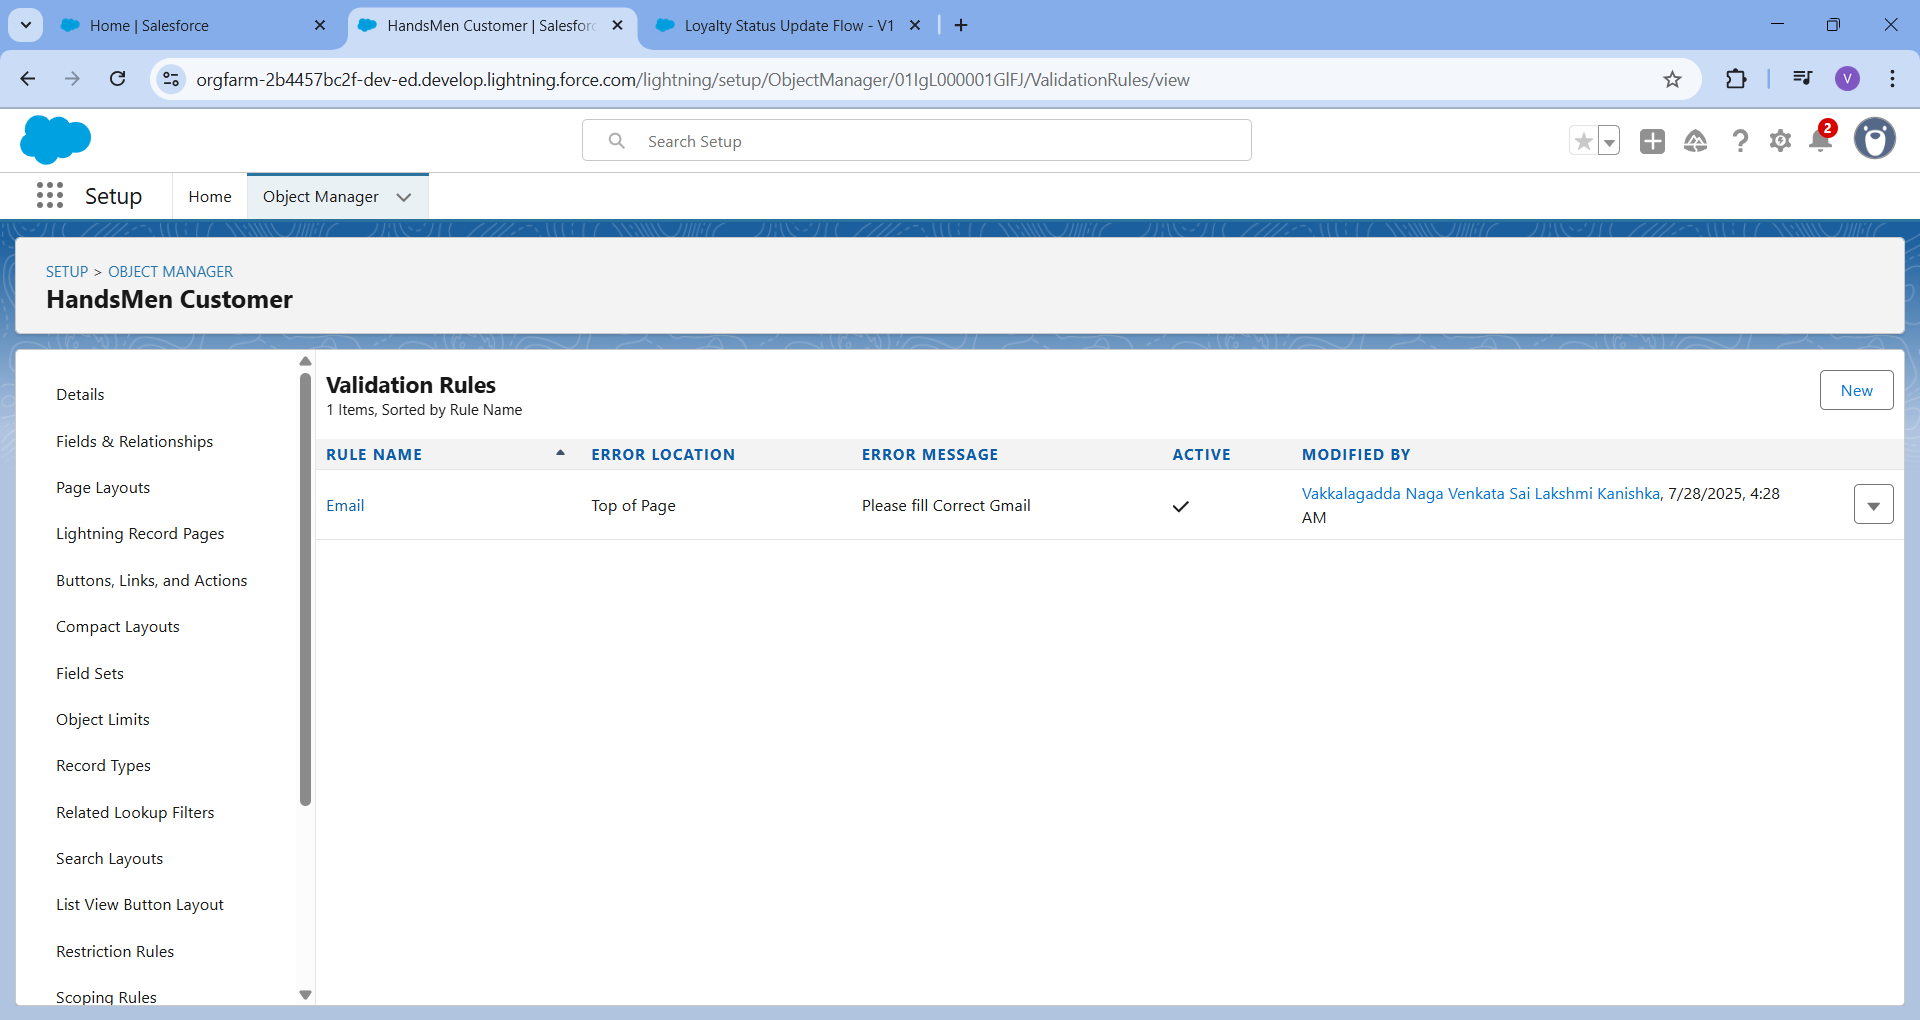 Home | Salesforce
HandsMen Customer | Salesforc
Loyalty Status Update Flow - V1
orgfarm-2b4457bc2f-dev-ed.develop.lightning.force.com/lightning/setup/ObjectManager/01IgL000001GlFJ/ValidationRules/view
V
Search Setup
2
Setup
Home
Object Manager
SETUP > OBJECT MANAGER
HandsMen Customer
Details
Fields & Relationships
Page Layouts
Lightning Record Pages
Buttons, Links, and Actions
Compact Layouts
Field Sets
Object Limits
Record Types
Related Lookup Filters
Search Layouts
List View Button Layout
Restriction Rules
Scoping Rules
Validation Rules
1 Items, Sorted by Rule Name
New
RULE NAME ERROR LOCATION ERROR MESSAGE ACTIVE MODIFIED BY
Email Top of Page Please fill Correct Gmail Vakkalagadda Naga Venkata Sai Lakshmi Kanishka, 7/28/2025, 4:28
AM